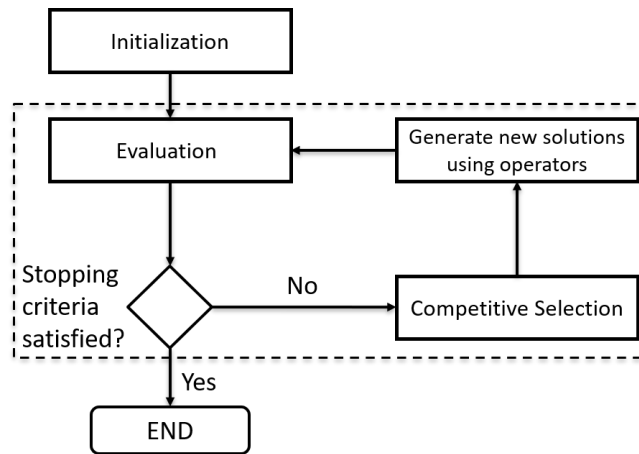 Initialization
Evaluation
Generate new solutions
using operators
Stopping
criteria
satisfied?
No
Competitive Selection
Yes
END